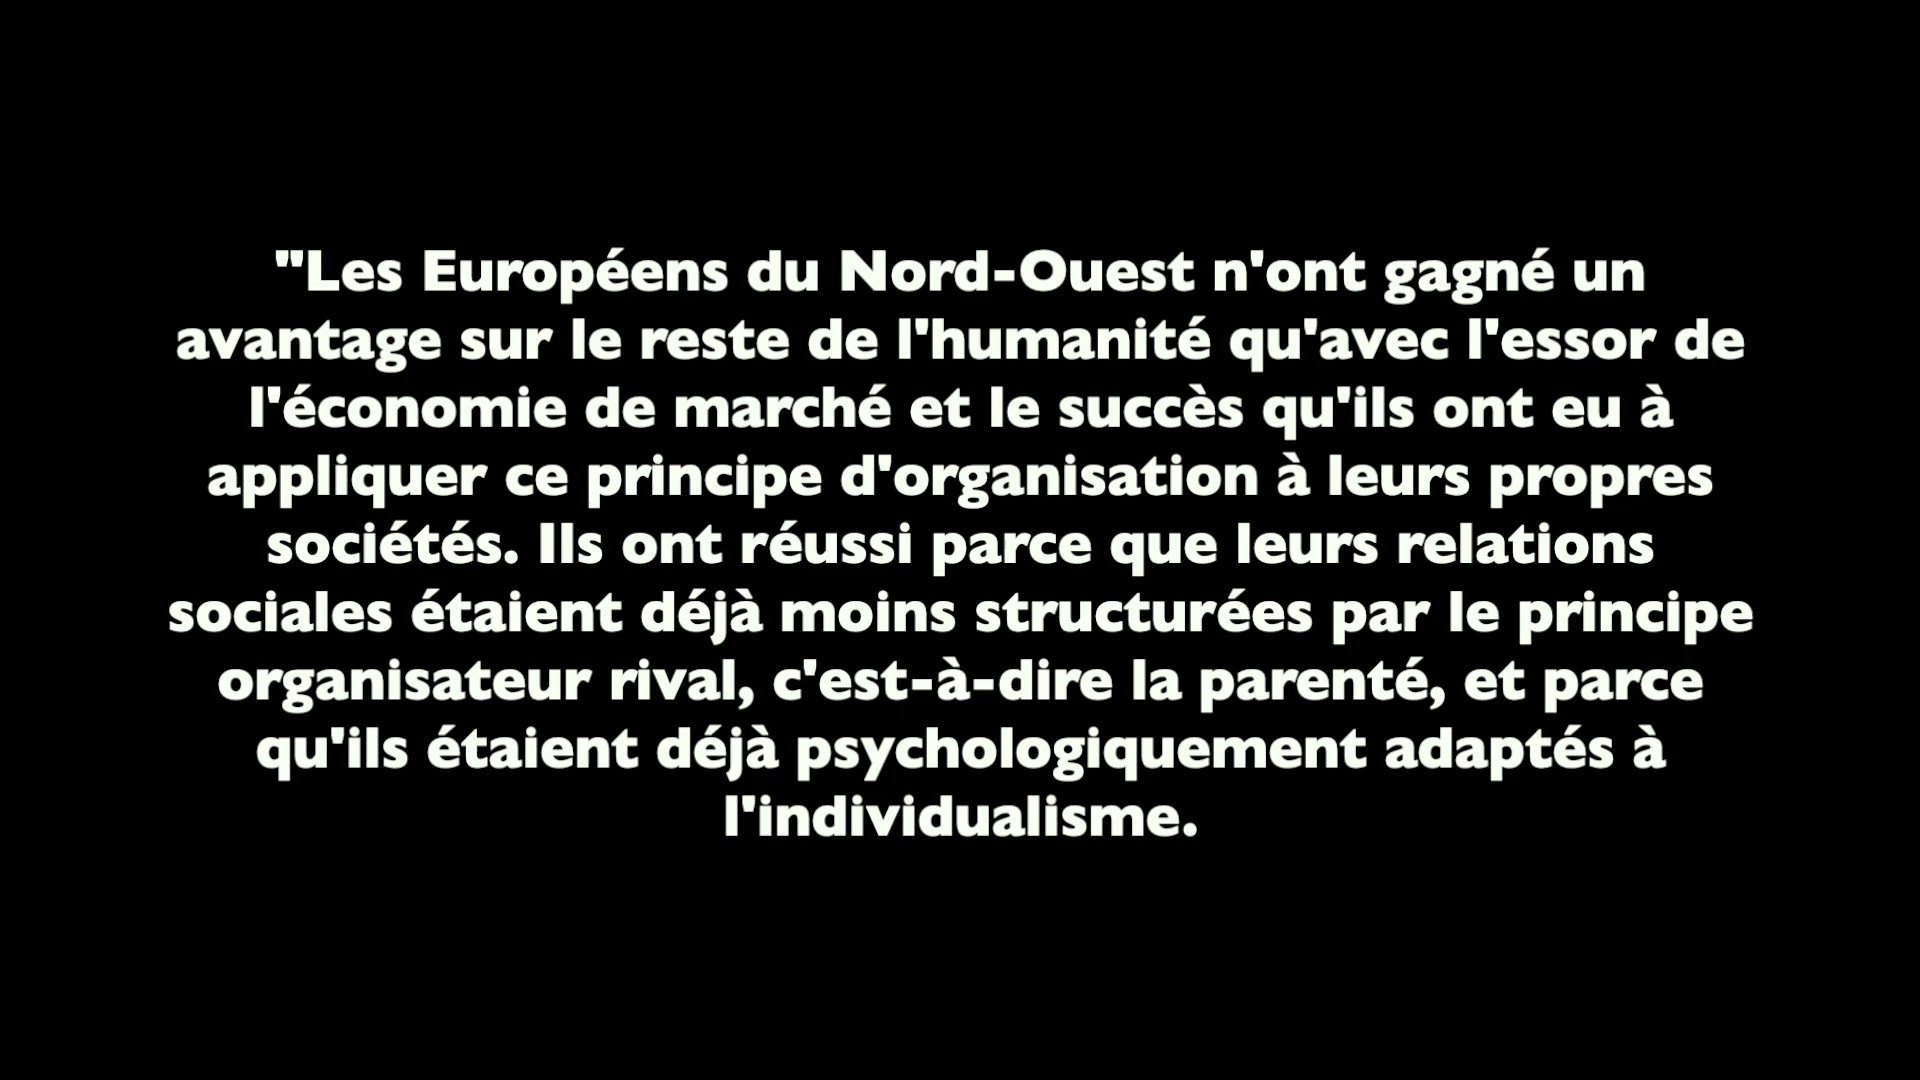 "Les Européens du Nord-Ouest n'ont gagné un
avantage sur le reste de l'humanité qu'avec l'essor de
l'économie de marché et le succès qu'ils ont eu à
appliquer ce principe d'organisation à leurs propres
sociétés. Ils ont réussi parce que leurs relations
sociales étaient déjà moins structurées par le principe
organisateur rival, c'est-à-dire la parenté, et parce
qu'ils étaient déjà psychologiquement adaptés à
l'individualisme.